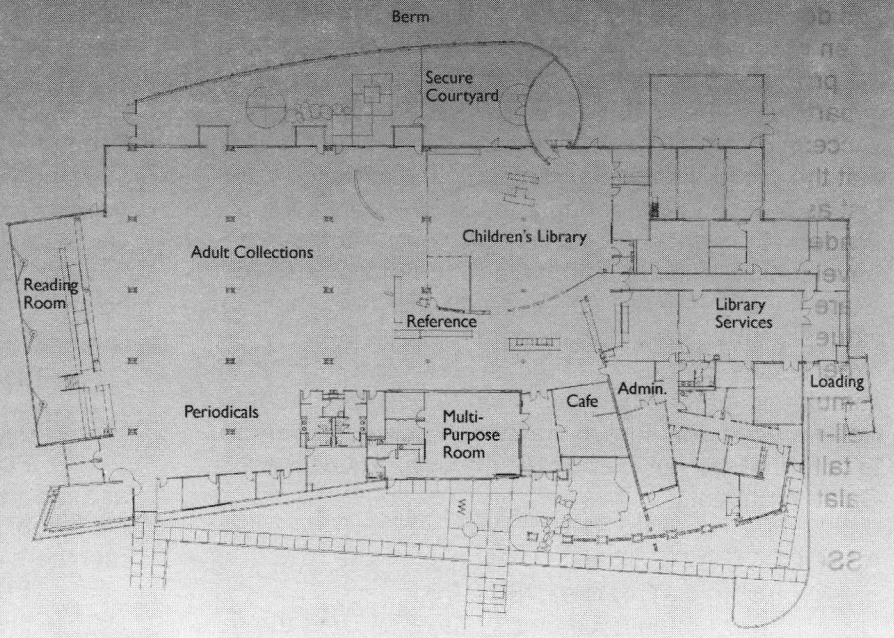 Berm
Secure
Courtyard
Adult Collections
Children's Library
Reading
Room
Reference
Library
Services
Periodicals
Multi-
Purpose
Room
Cafe
Admin.
Loading